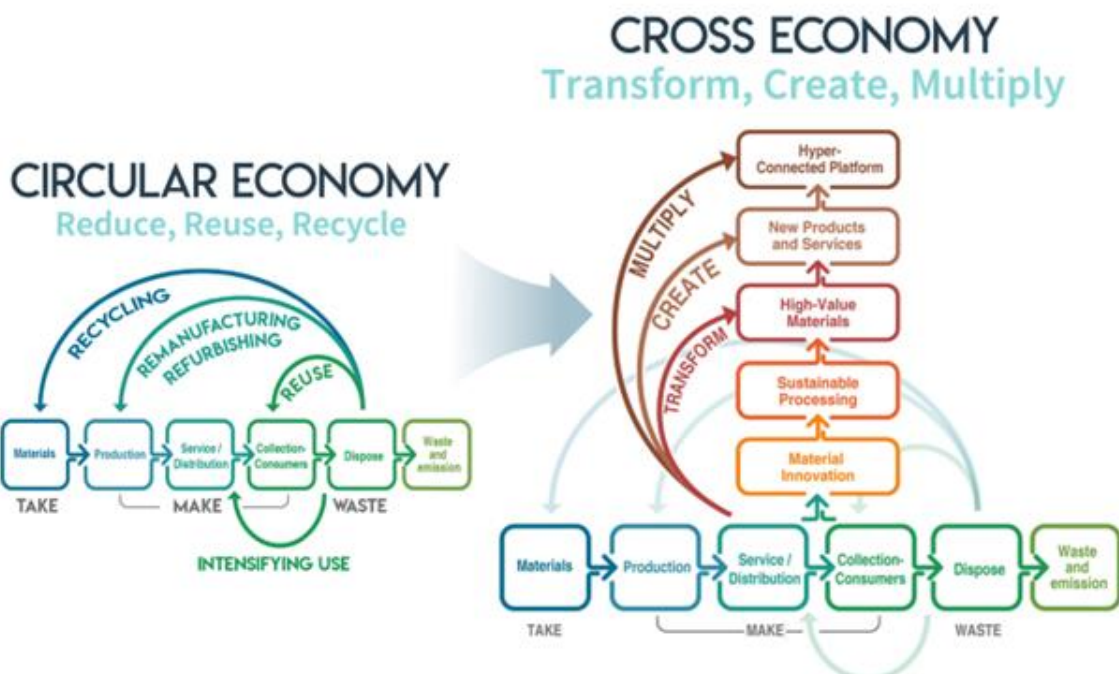 CIRCULAR ECONOMY
Reduce, Reuse, Recycle
RECYCLING
REMANUFACTURING
REFURBISHING
REUSE
Materials
Production
Service /
Distribution
Collection-
Consumers
Dispose
Waste
and
emission
TAKE
MAKE
WASTE
INTENSIFYING USE
CROSS ECONOMY
Transform, Create, Multiply
MULTIPLY
CREATE
TRANSFORM
Hyper-
Connected Platform
New Products
and Services
High-Value
Materials
Sustainable
Processing
Material
Innovation
Materials
Production
Service /
Distribution
Collection-
Consumers
Dispose
Waste
and
emission
TAKE
MAKE
WASTE